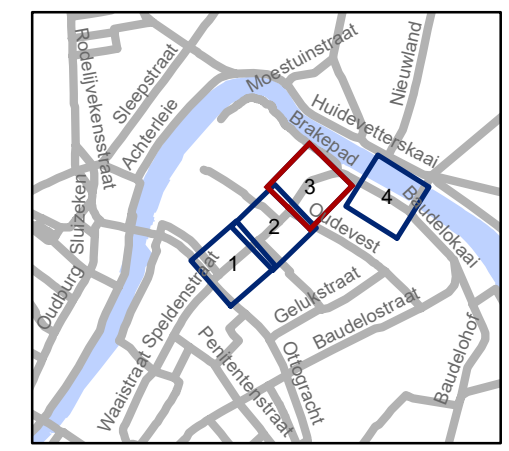 Rodelijvekensstraat
Sleepstraat
Moestuinstraat
Nieuwland
Achterleie
Huidevetterskaai
Brakepad
3
4
Baudelokaai
Sluizeken
2
Oudevest
1
Oudburg
Speldenstraat
Waaistraat
Gelukstraat
Baudelostraat
Penitentenstraat
Ottogracht
Baudelohof